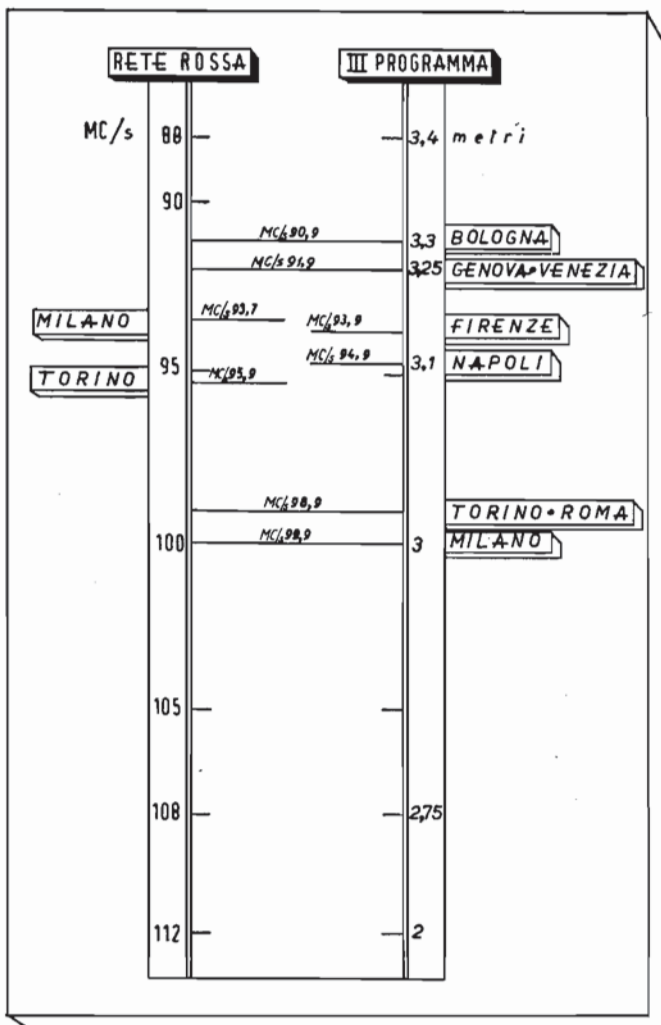 RETE ROSSA III PROGRAMMA
MC/s 88 3,4 metri
90
MC/s 90,9 3,3 BOLOGNA
MC/s 91,9 3,25 GENOVA•VENEZIA
MILANO MC/s 93,7 MC/s 93,9 FIRENZE
95 MC/s 94,9 3,1 NAPOLI
TORINO MC/s 95,9
MC/s 98,9 TORINO•ROMA
100 MC/s 99,9 3 MILANO
105
108 2,75
112 2